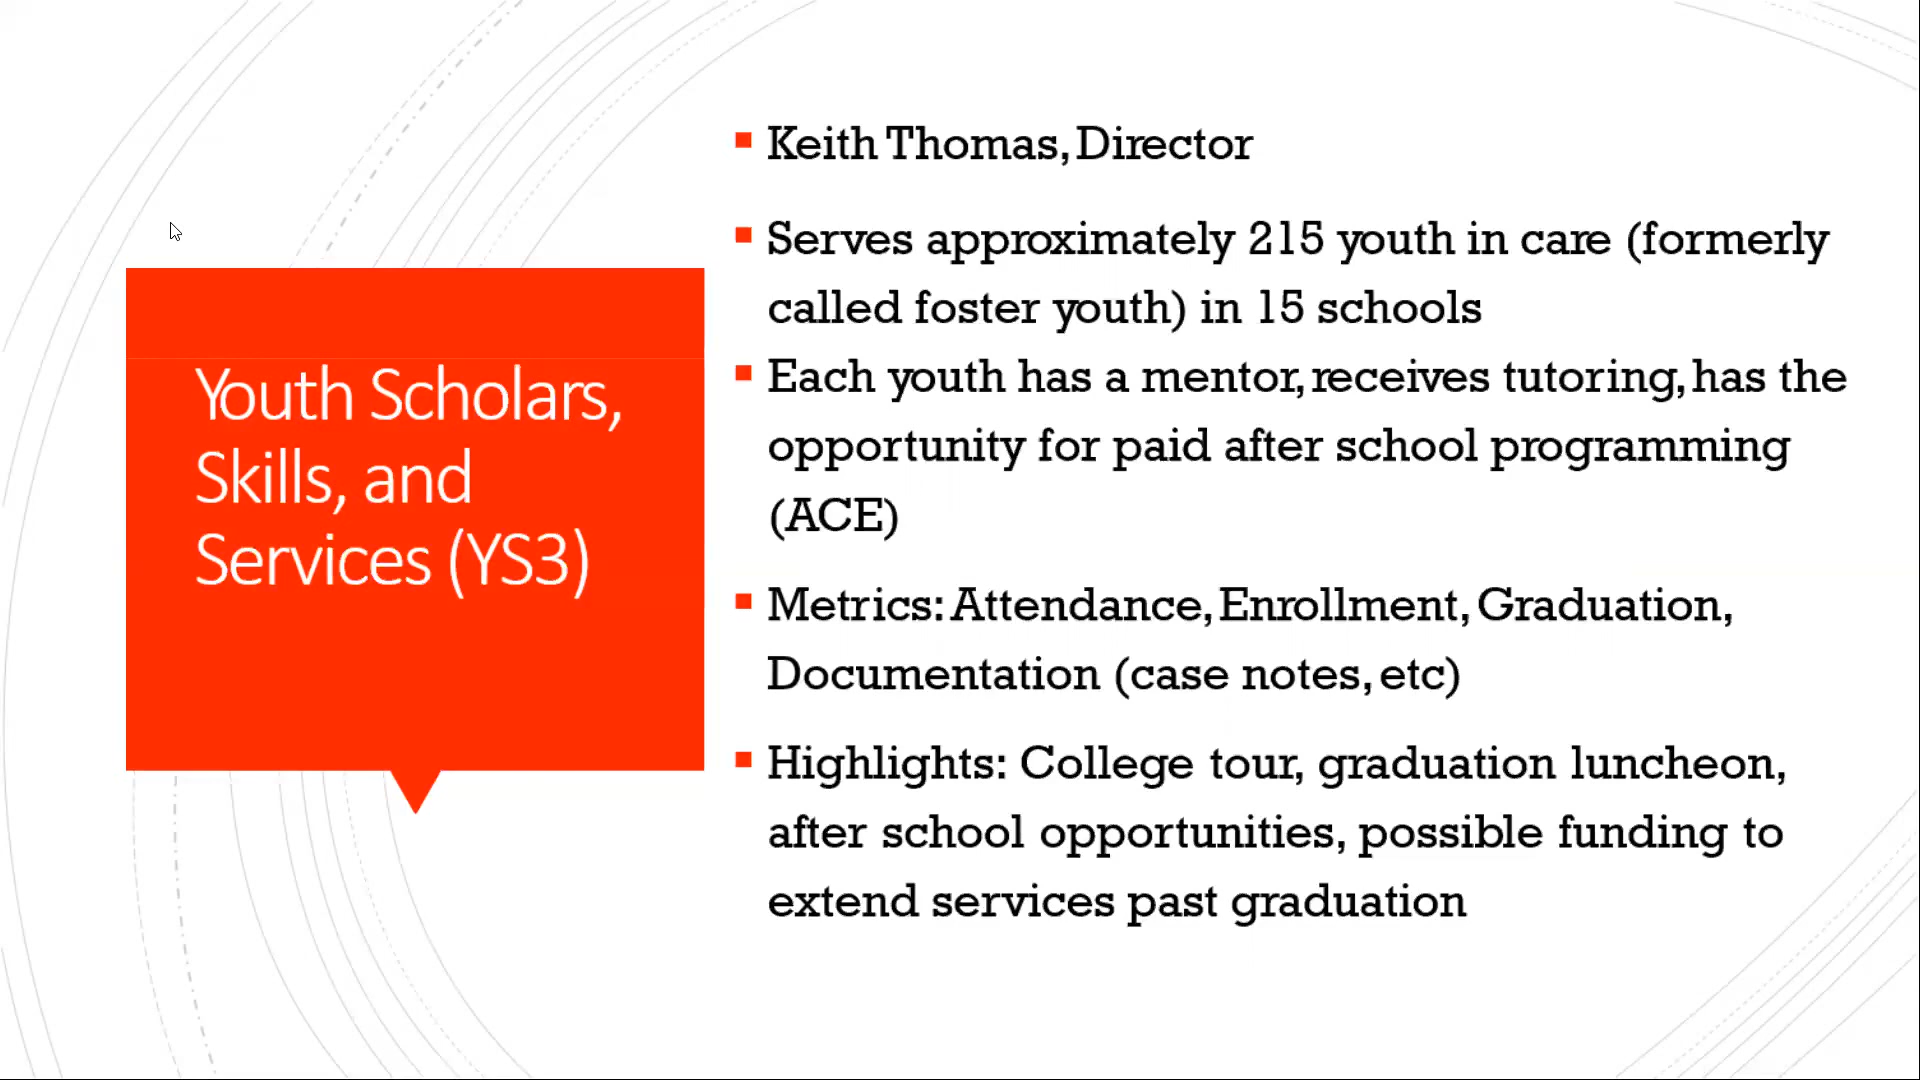 Youth Scholars,
Skills, and
Services (YS3)
Keith Thomas, Director
Serves approximately 215 youth in care (formerly
called foster youth) in 15 schools
Each youth has a mentor, receives tutoring, has the
opportunity for paid after school programming
(ACE)
Metrics: Attendance, Enrollment, Graduation,
Documentation (case notes, etc)
Highlights: College tour, graduation luncheon,
after school opportunities, possible funding to
extend services past graduation